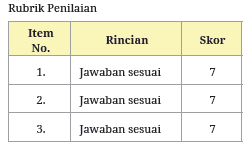 Rubrik Penilaian
Item No. Rincian Skor
1. Jawaban sesuai 7
2. Jawaban sesuai 7
3. Jawaban sesuai 7